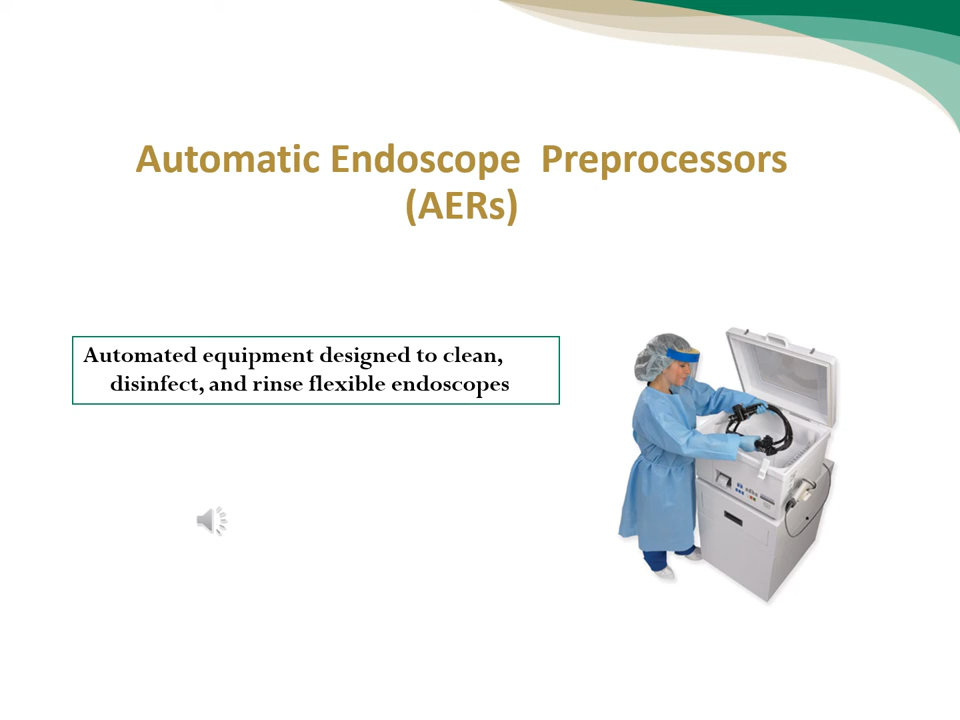 Automatic Endoscope  Preprocessors
(AERs)
Automated equipment designed to clean,
disinfect, and rinse flexible endoscopes